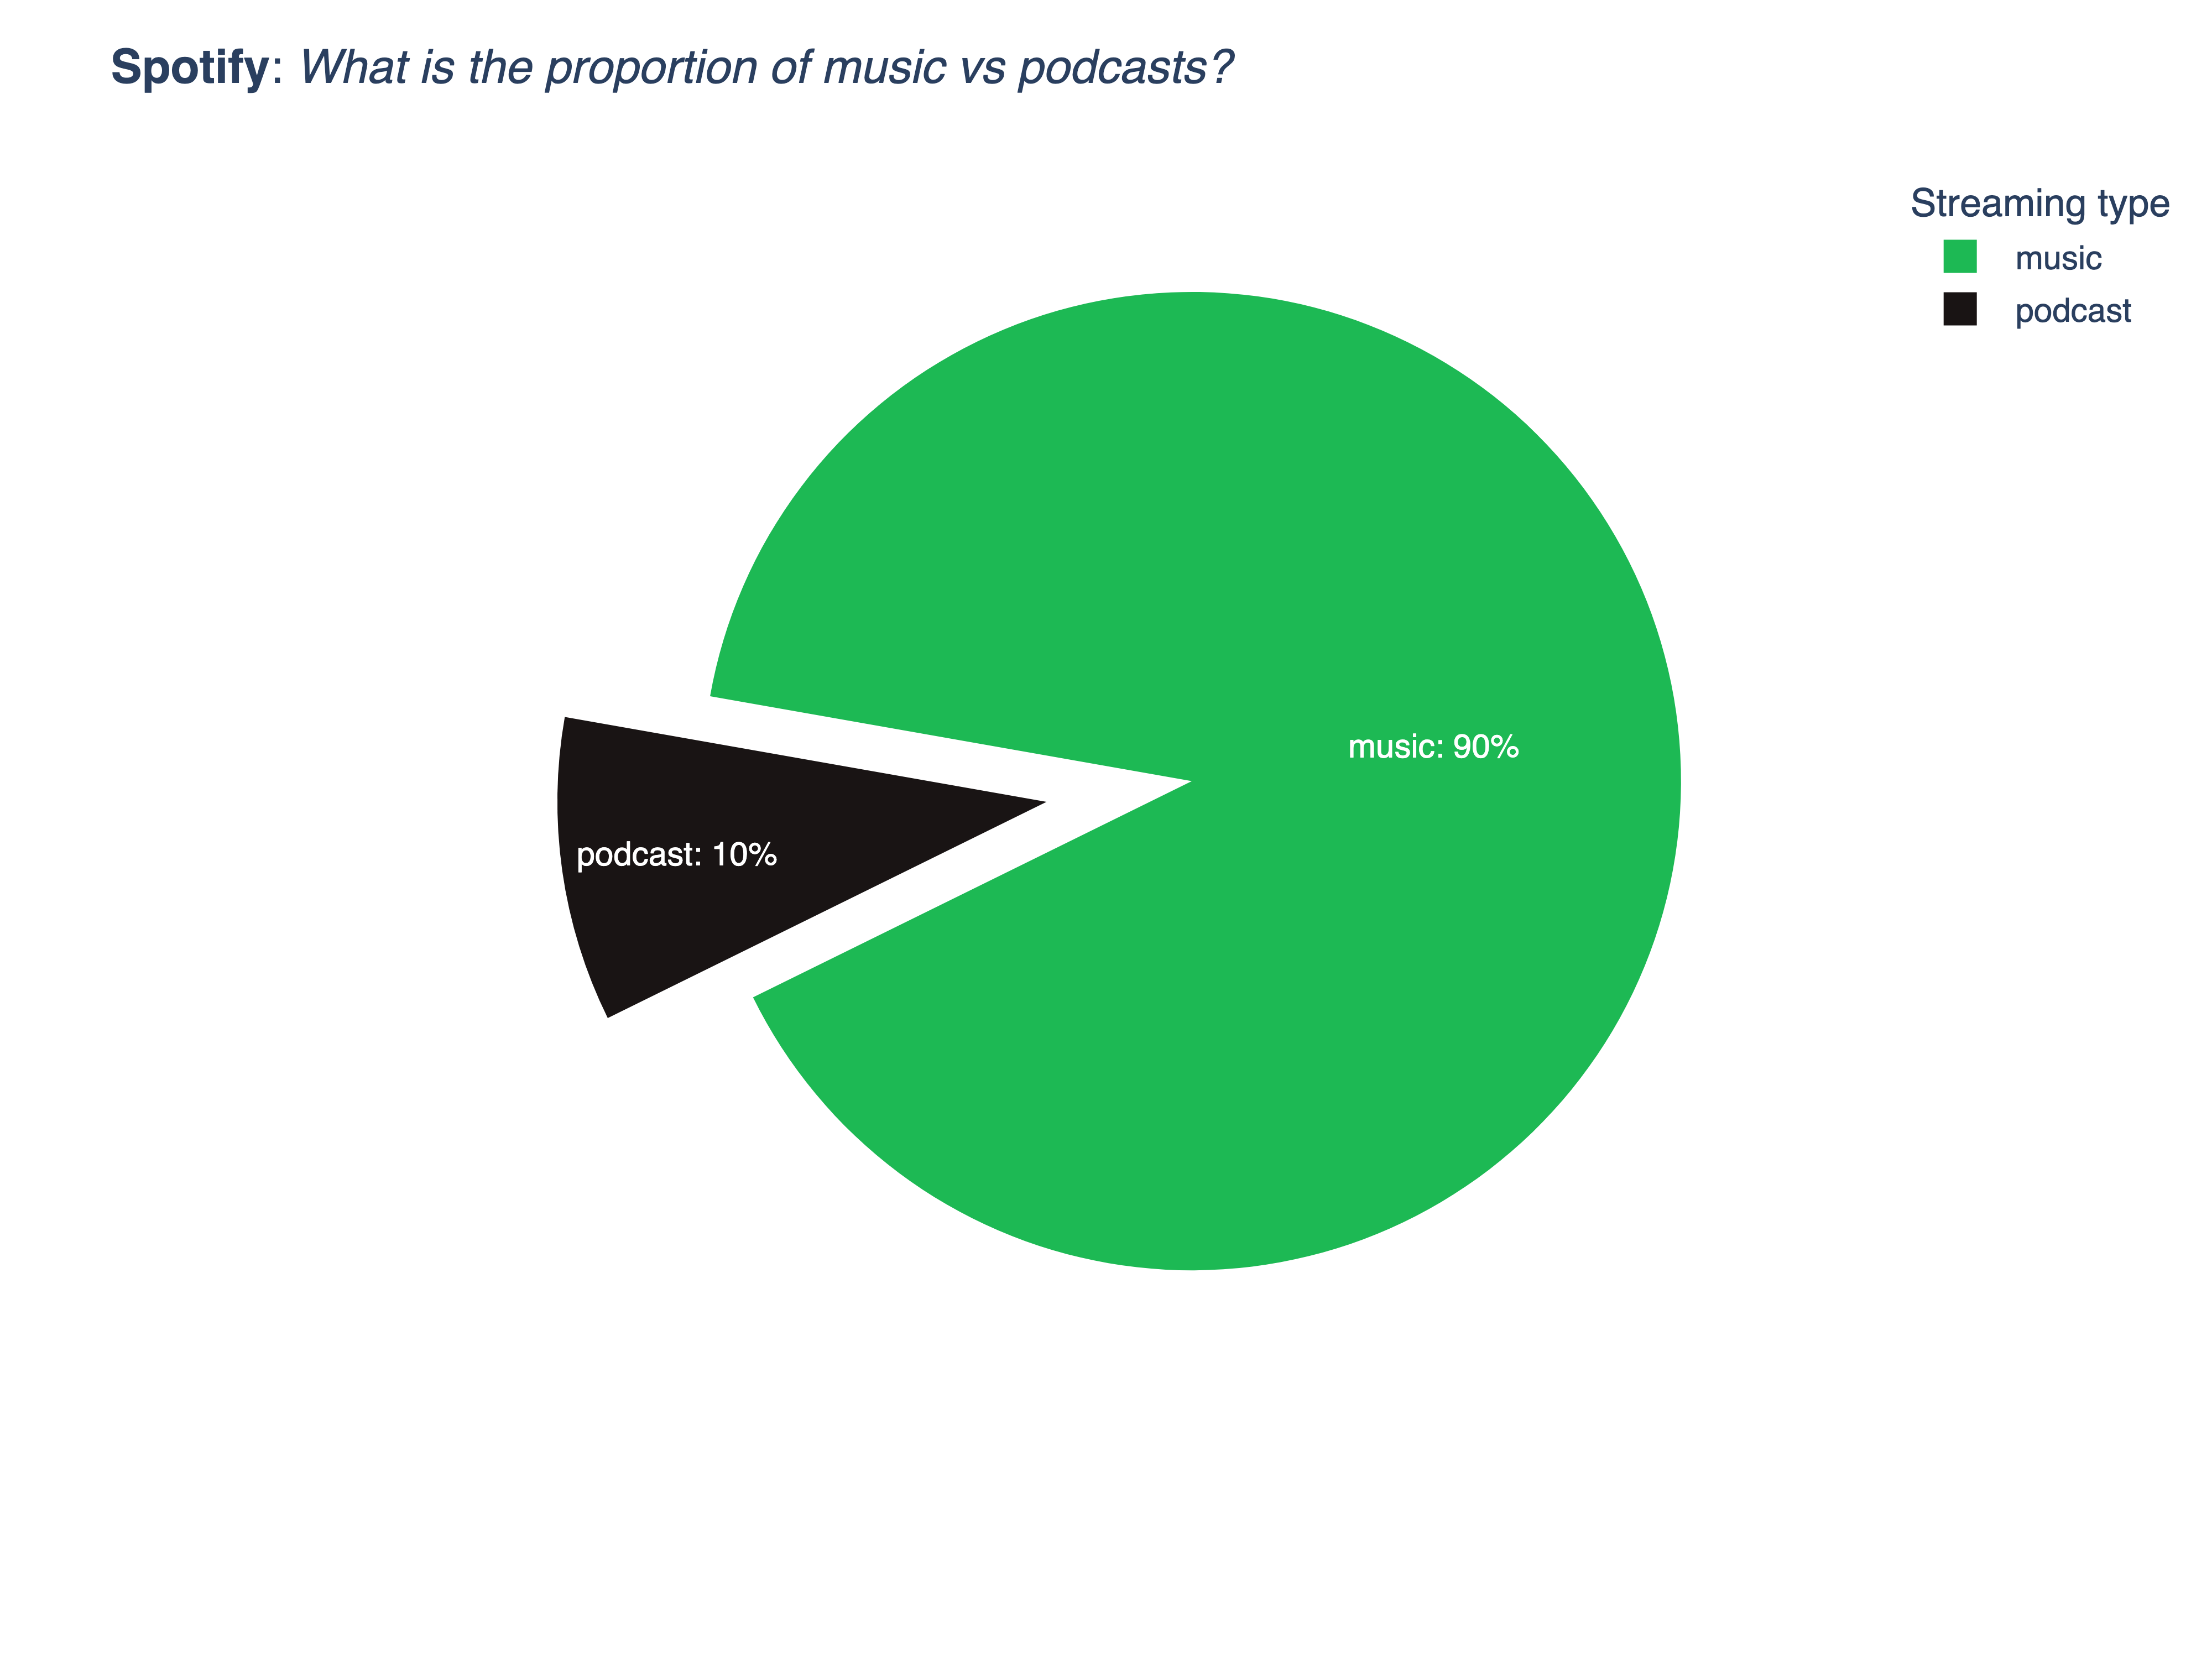 Spotify: What is the proportion of music vs podcasts?
Streaming type
music
podcast
music: 90%
podcast: 10%